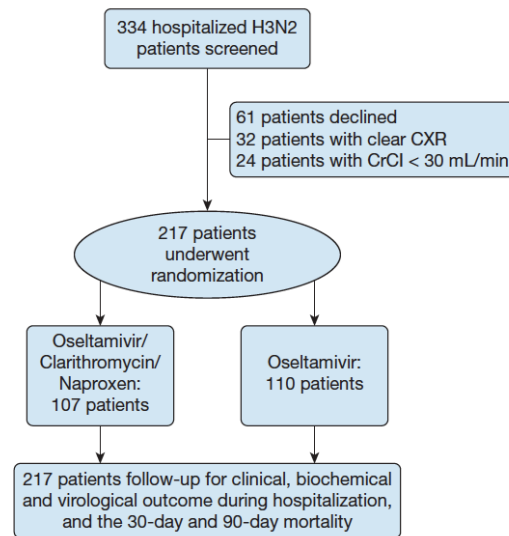 334 hospitalized H3N2
patients screened
61 patients declined
32 patients with clear CXR
24 patients with CrCl < 30 mL/min
217 patients
underwent
randomization
Oseltamivir/
Clarithromycin/
Naproxen:
107 patients
Oseltamivir:
110 patients
217 patients follow-up for clinical, biochemical
and virological outcome during hospitalization,
and the 30-day and 90-day mortality